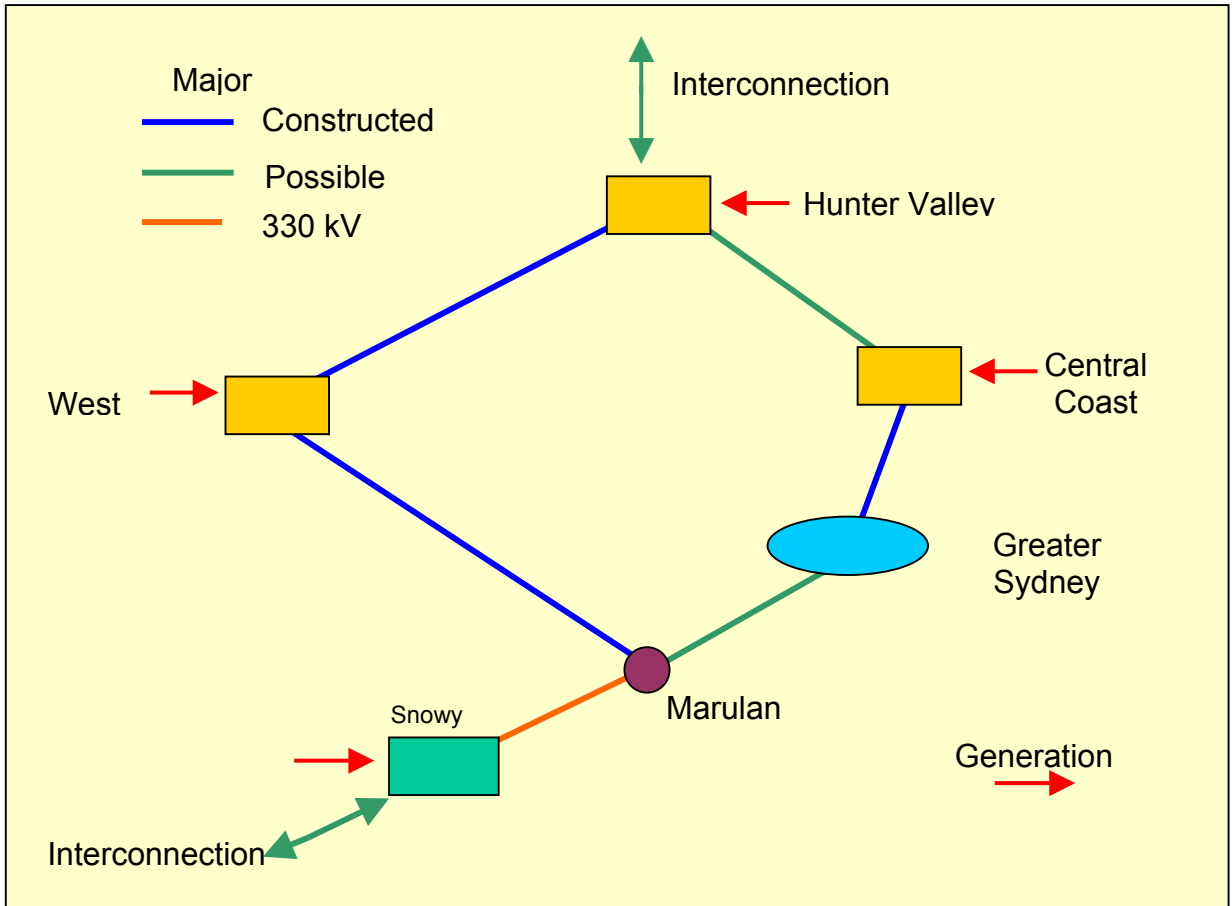 Major
Constructed
Possible
330 kV
Interconnection
Hunter Valley
Central
Coast
West
Greater
Sydney
Marulan
Snowy
Generation
Interconnection